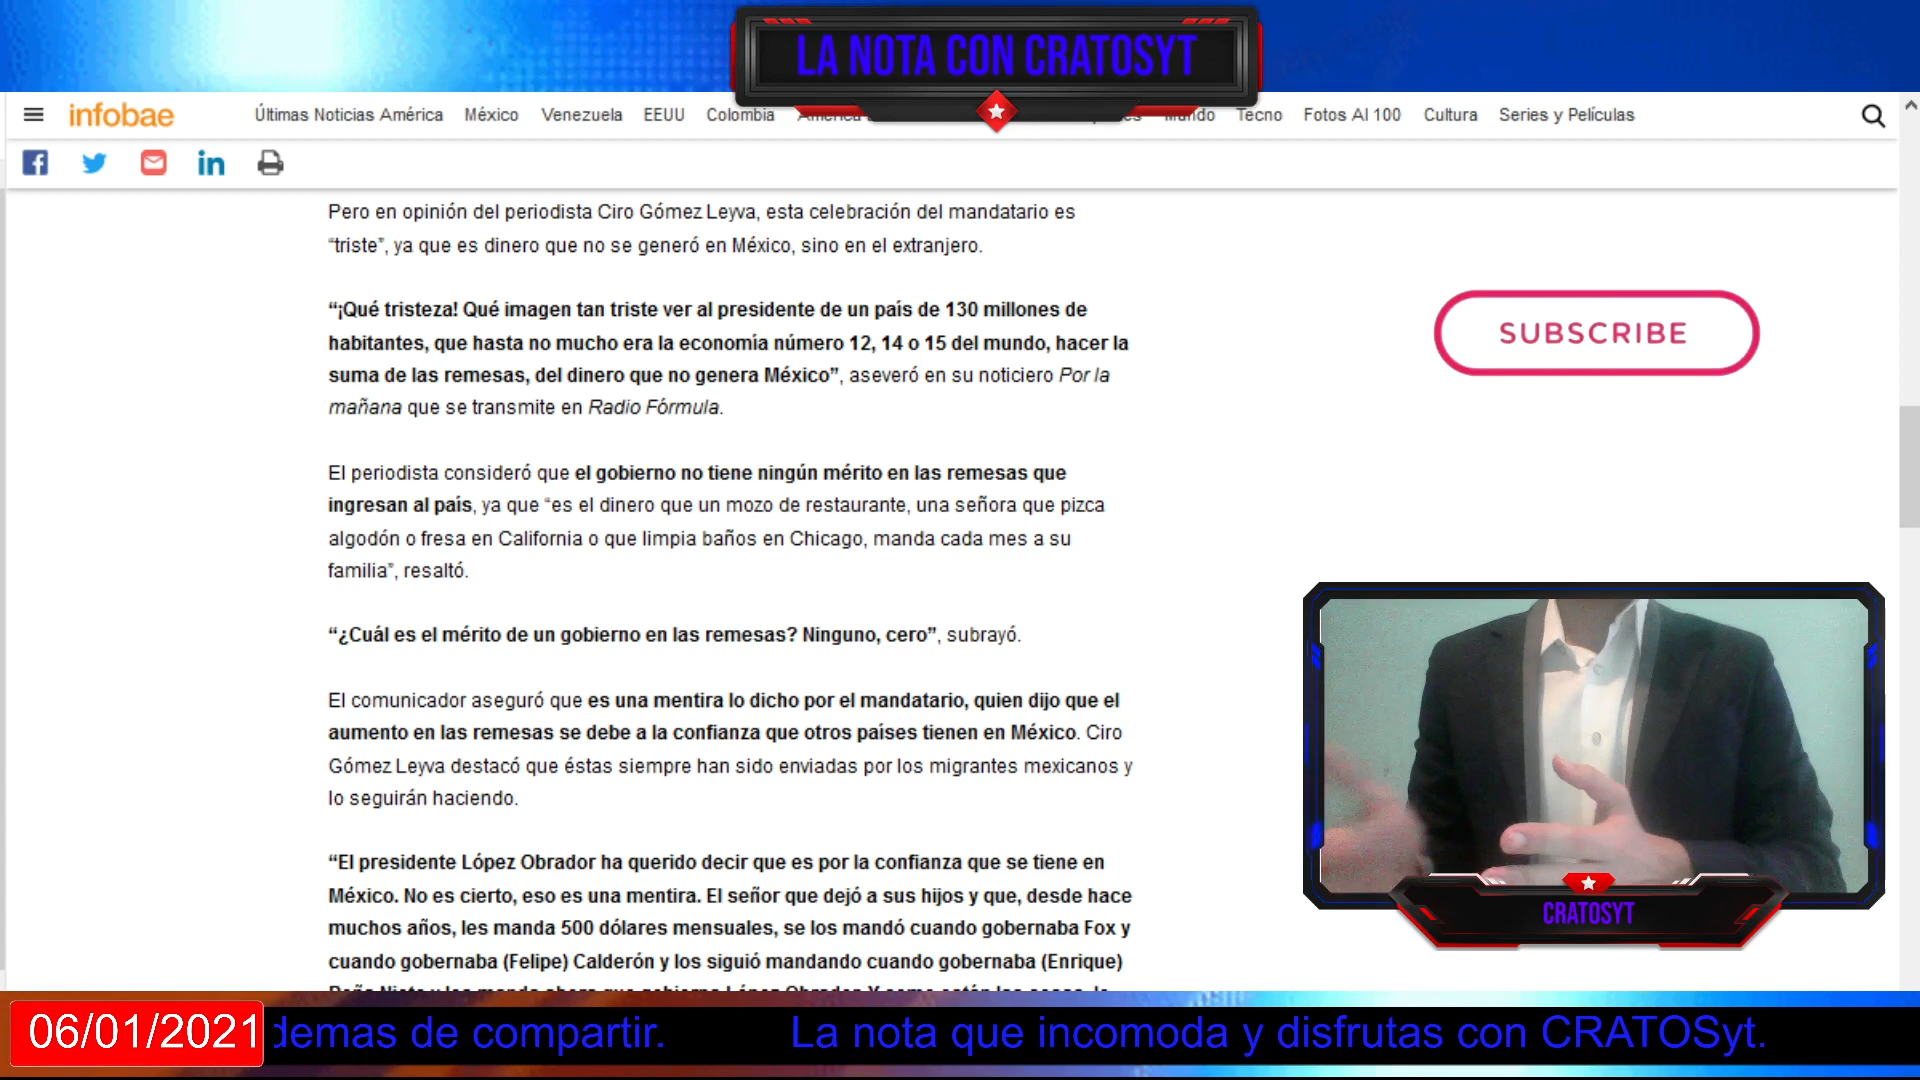 LA NOTA CON CRATOSYT
infobae
Últimas Noticias América México Venezuela EEUU Colombia Mundo Tecno Fotos Al 100 Cultura Series y Películas
Pero en opinión del periodista Ciro Gómez Leyva, esta celebración del mandatario es
“triste”, ya que es dinero que no se generó en México, sino en el extranjero.
“¡Qué tristeza! Qué imagen tan triste ver al presidente de un país de 130 millones de
habitantes, que hasta no mucho era la economía número 12, 14 o 15 del mundo, hacer la
suma de las remesas, del dinero que no genera México”, aseveró en su noticiero Por la
mañana que se transmite en Radio Fórmula.
El periodista consideró que el gobierno no tiene ningún mérito en las remesas que
ingresan al país, ya que “es el dinero que un mozo de restaurante, una señora que pizca
algodón o fresa en California o que limpia baños en Chicago, manda cada mes a su
familia”, resaltó.
“¿Cuál es el mérito de un gobierno en las remesas? Ninguno, cero”, subrayó.
El comunicador aseguró que es una mentira lo dicho por el mandatario, quien dijo que el
aumento en las remesas se debe a la confianza que otros países tienen en México. Ciro
Gómez Leyva destacó que éstas siempre han sido enviadas por los migrantes mexicanos y
lo seguirán haciendo.
“El presidente López Obrador ha querido decir que es por la confianza que se tiene en
México. No es cierto, eso es una mentira. El señor que dejó a sus hijos y que, desde hace
muchos años, les manda 500 dólares mensuales, se los mandó cuando gobernaba Fox y
cuando gobernaba (Felipe) Calderón y los siguió mandando cuando gobernaba (Enrique)
SUBSCRIBE
CRATOSYT
06/01/2021 demas de compartir. La nota que incomoda y disfrutas con CRATOSyt.